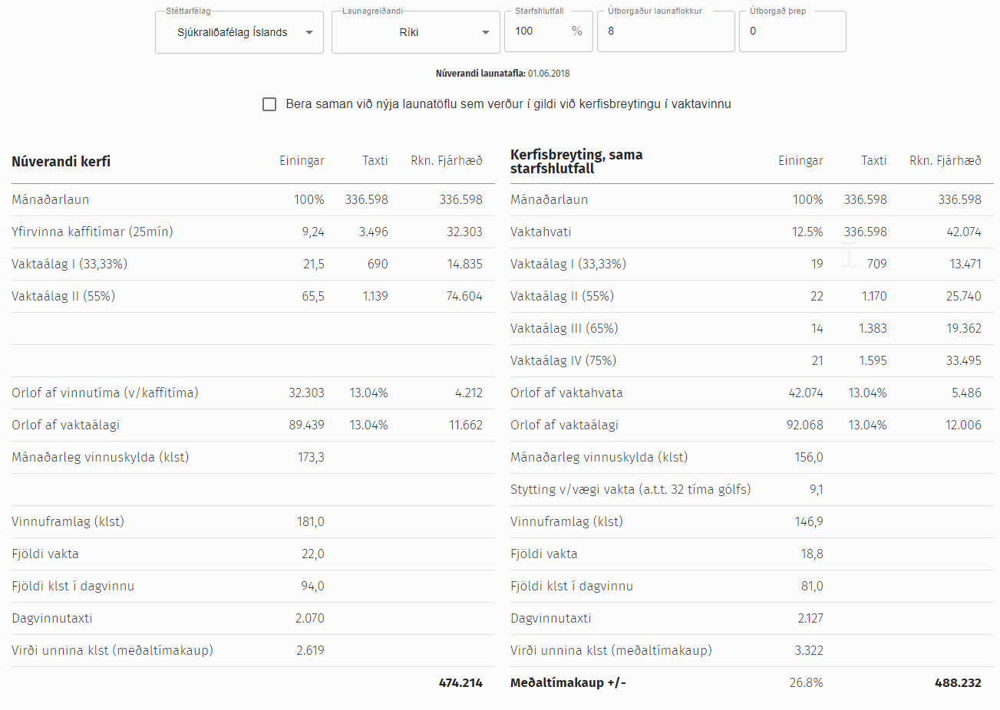 Stéttarfélag Launagreiðandi Starfshlutfall Útborgaður launaflokkur Útborgað þrep
Sjúkraliðafélag Íslands Ríki 100 % 8 0
Núverandi launatafla: 01.06.2018
Bera saman við nýja launatöflu sem verður í gildi við kerfisbreytingu í vaktavinnu
Núverandi kerfi Einingar Taxti Rkn. Fjárhæð
Mánaðarlaun 100% 336.598 336.598
Yfirvinna kaffitímar (25mín) 9,24 3.496 32.303
Vaktaálag I (33,33%) 21,5 690 14.835
Vaktaálag II (55%) 65,5 1.139 74.604
Orlof af vinnutíma (v/kaffitíma) 32.303 13.04% 4.212
Orlof af vaktaálagi 89.439 13.04% 11.662
Mánaðarleg vinnuskylda (klst) 173,3
Vinnuframlag (klst) 181,0
Fjöldi vakta 22,0
Fjöldi klst í dagvinnu 94,0
Dagvinnutaxti 2.070
Virði unnina klst (meðaltímakaup) 2.619
474.214
Kerfisbreyting, sama
starfshlutfall Einingar Taxti Rkn. Fjárhæð
Mánaðarlaun 100% 336.598 336.598
Vaktahvati 12.5% 336.598 42.074
Vaktaálag I (33,33%) 19 709 13.471
Vaktaálag II (55%) 22 1.170 25.740
Vaktaálag III (65%) 14 1.383 19.362
Vaktaálag IV (75%) 21 1.595 33.495
Orlof af vaktahvata 42.074 13.04% 5.486
Orlof af vaktaálagi 92.068 13.04% 12.006
Mánaðarleg vinnuskylda (klst) 156,0
Stytting v/vægi vakta (a.t.t. 32 tíma gólfs) 9,1
Vinnuframlag (klst) 146,9
Fjöldi vakta 18,8
Fjöldi klst í dagvinnu 81,0
Dagvinnutaxti 2.127
Virði unnina klst (meðaltímakaup) 3.322
Meðaltímakaup +/- 26.8% 488.232